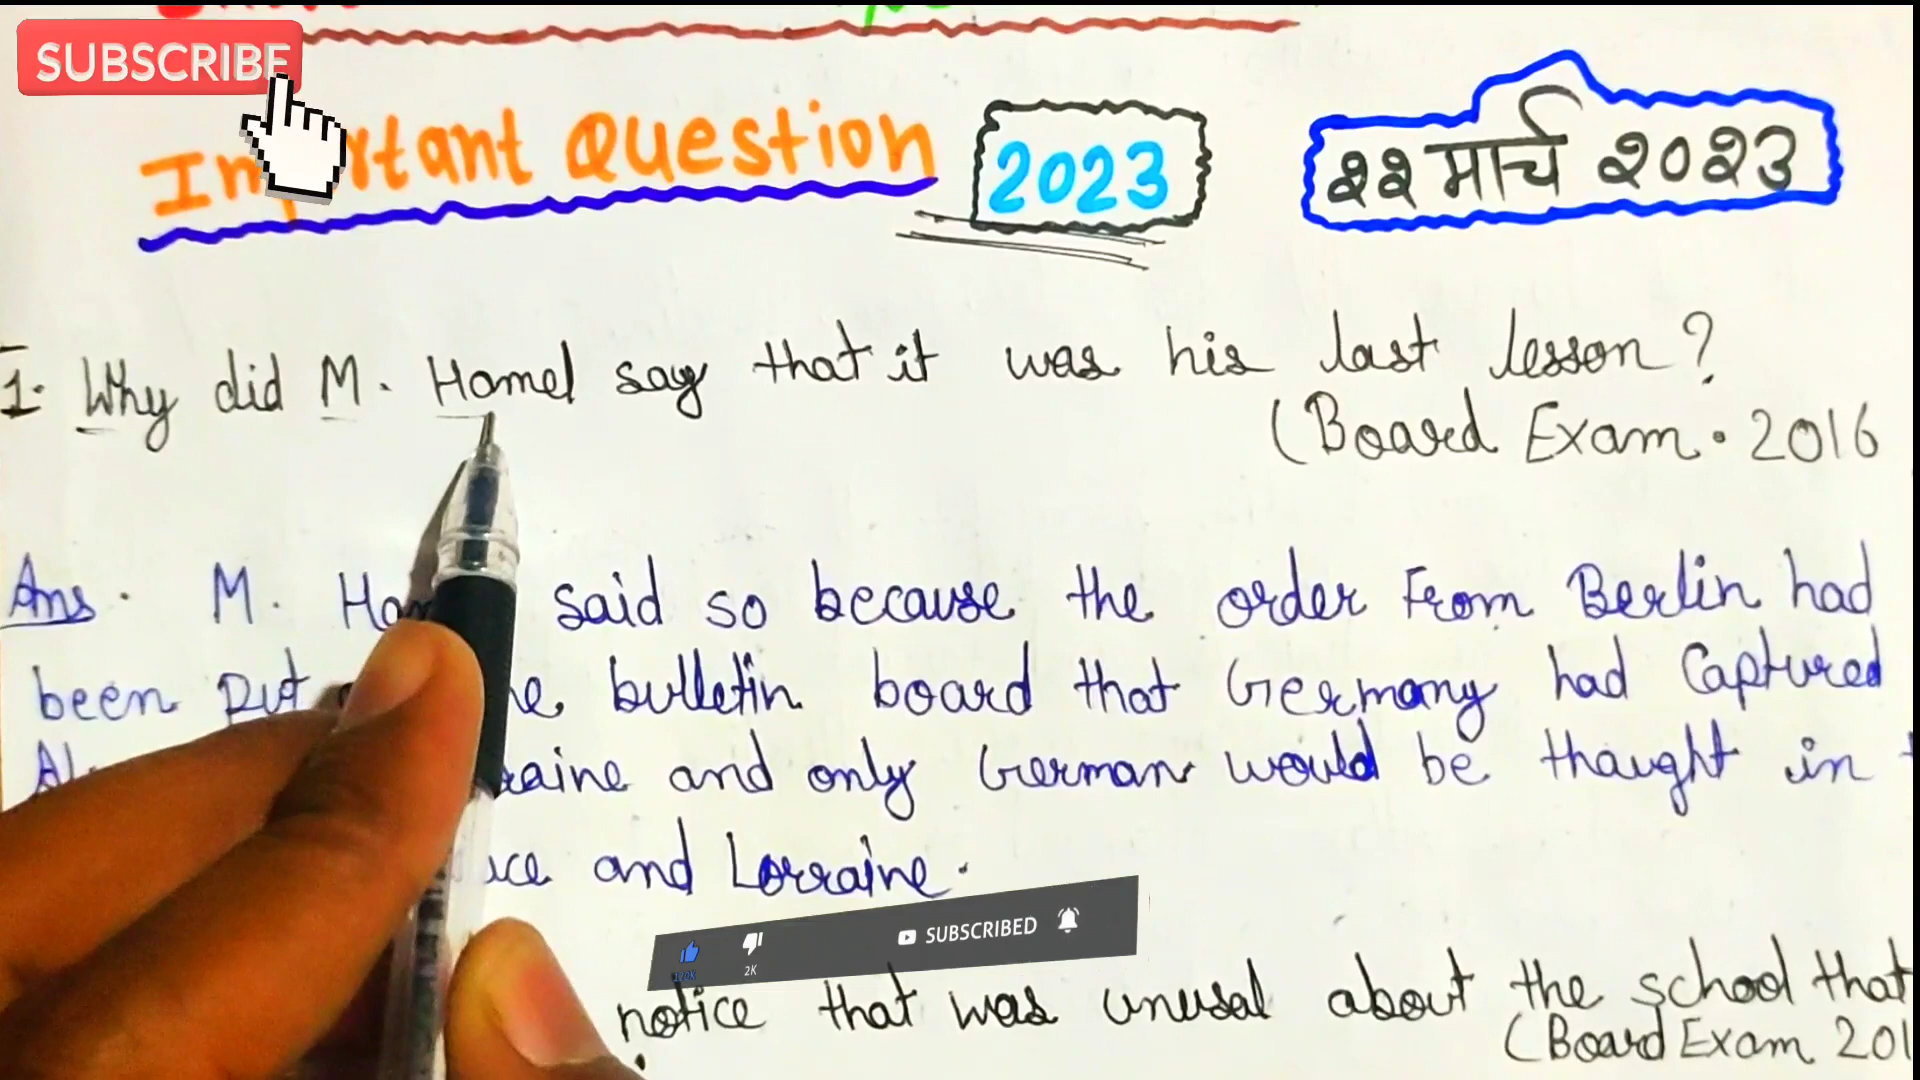 SUBSCRIBE
Important Question 2023 २२ मार्च २०२३
1. Why did M. Hamel say that it was his last lesson?
(Board Exam. 2016
Ans. M. said so because the order From Berlin had
been put bulletin board that Germany had Captured
and only German would be thaught in
and Lorraine.
SUBSCRIBED
2K
notice that was unusal about the school that
(Board Exam 201